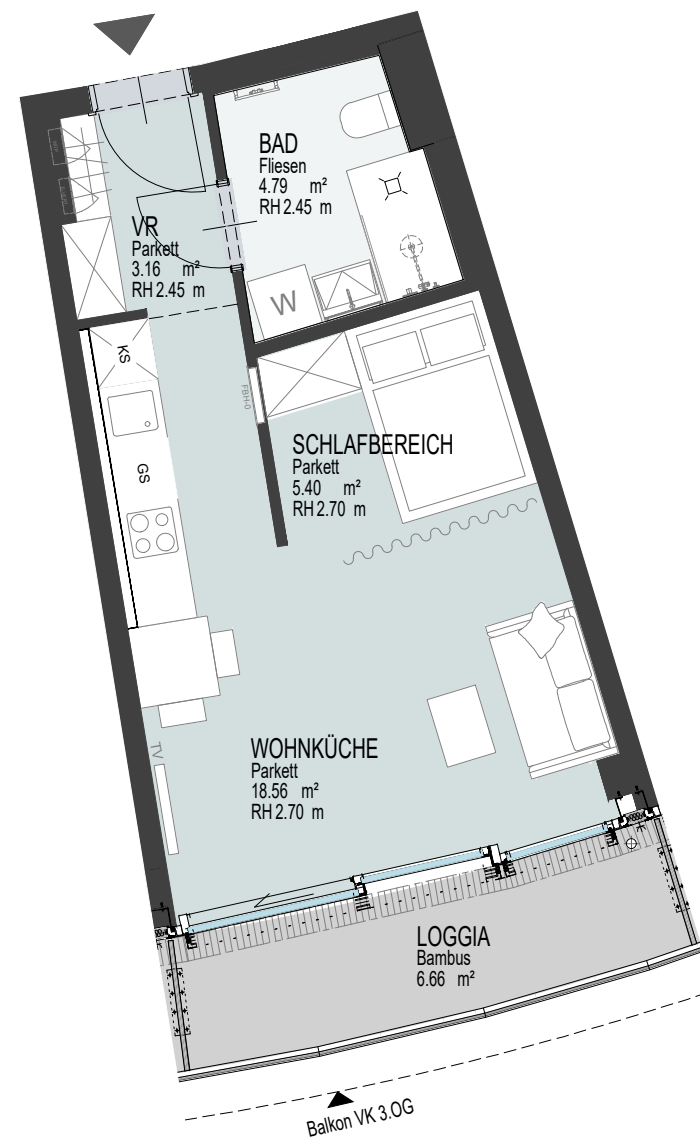 BAD
Fliesen
4.79 m²
RH 2.45 m
VR
Parkett
3.16 m²
RH 2.45 m
W
KS
FBH-0
GS
SCHLAFBEREICH
Parkett
5.40 m²
RH 2.70 m
TV
WOHNKÜCHE
Parkett
18.56 m²
RH 2.70 m
LOGGIA
Bambus
6.66 m²
Balkon VK 3.OG